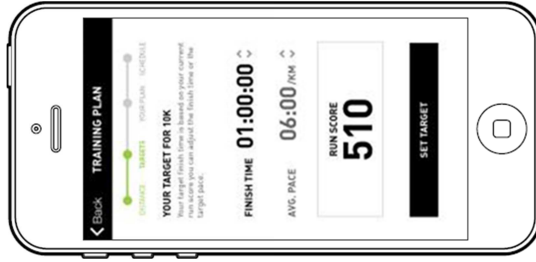 Back TRAINING PLAN
DISTANCE TARGETS YOUR PLAN SCHEDULE
YOUR TARGET FOR 10K
Your target finish time is based on your current
run score you can adjust the finish time or the
target pace.
FINISH TIME 01:00:00
AVG. PACE 06:00/KM
RUN SCORE
510
SET TARGET